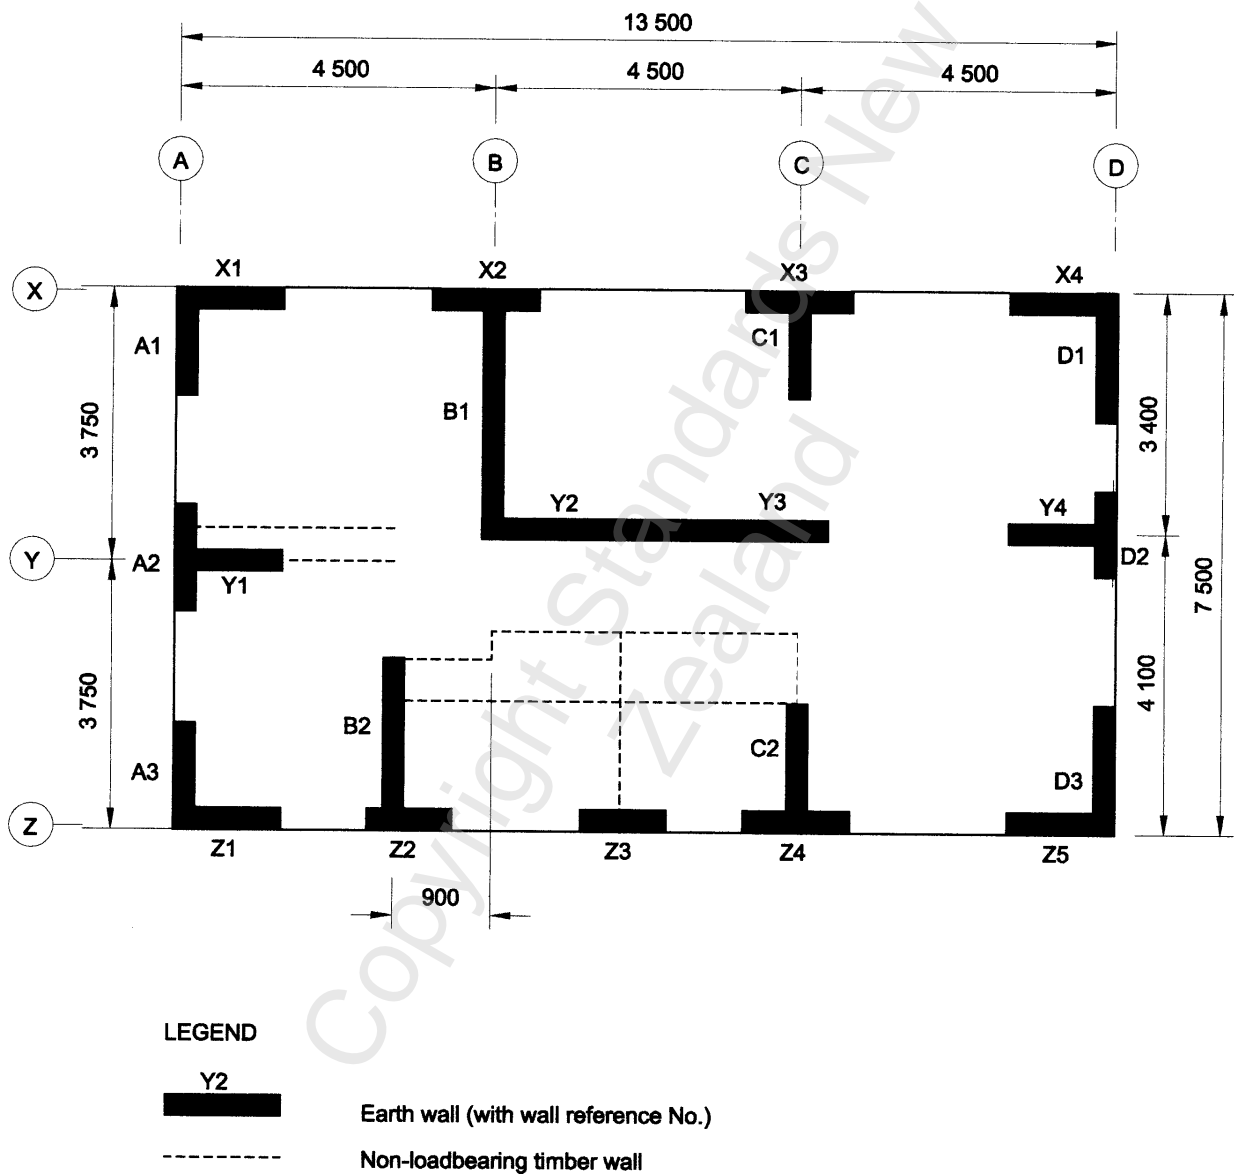 13 500
4 500
4 500
4 500
A
B
C
D
X1
X2
X3
X4
X
A1
C1
D1
B1
3 750
3 400
Y2
Y3
Y4
Y
A2
Y1
D2
7 500
3 750
4 100
B2
C2
A3
D3
Z
Z1
Z2
Z3
Z4
Z5
900
Copyright Standards New
Zealand
LEGEND
Y2
Earth wall (with wall reference No.)
Non-loadbearing timber wall